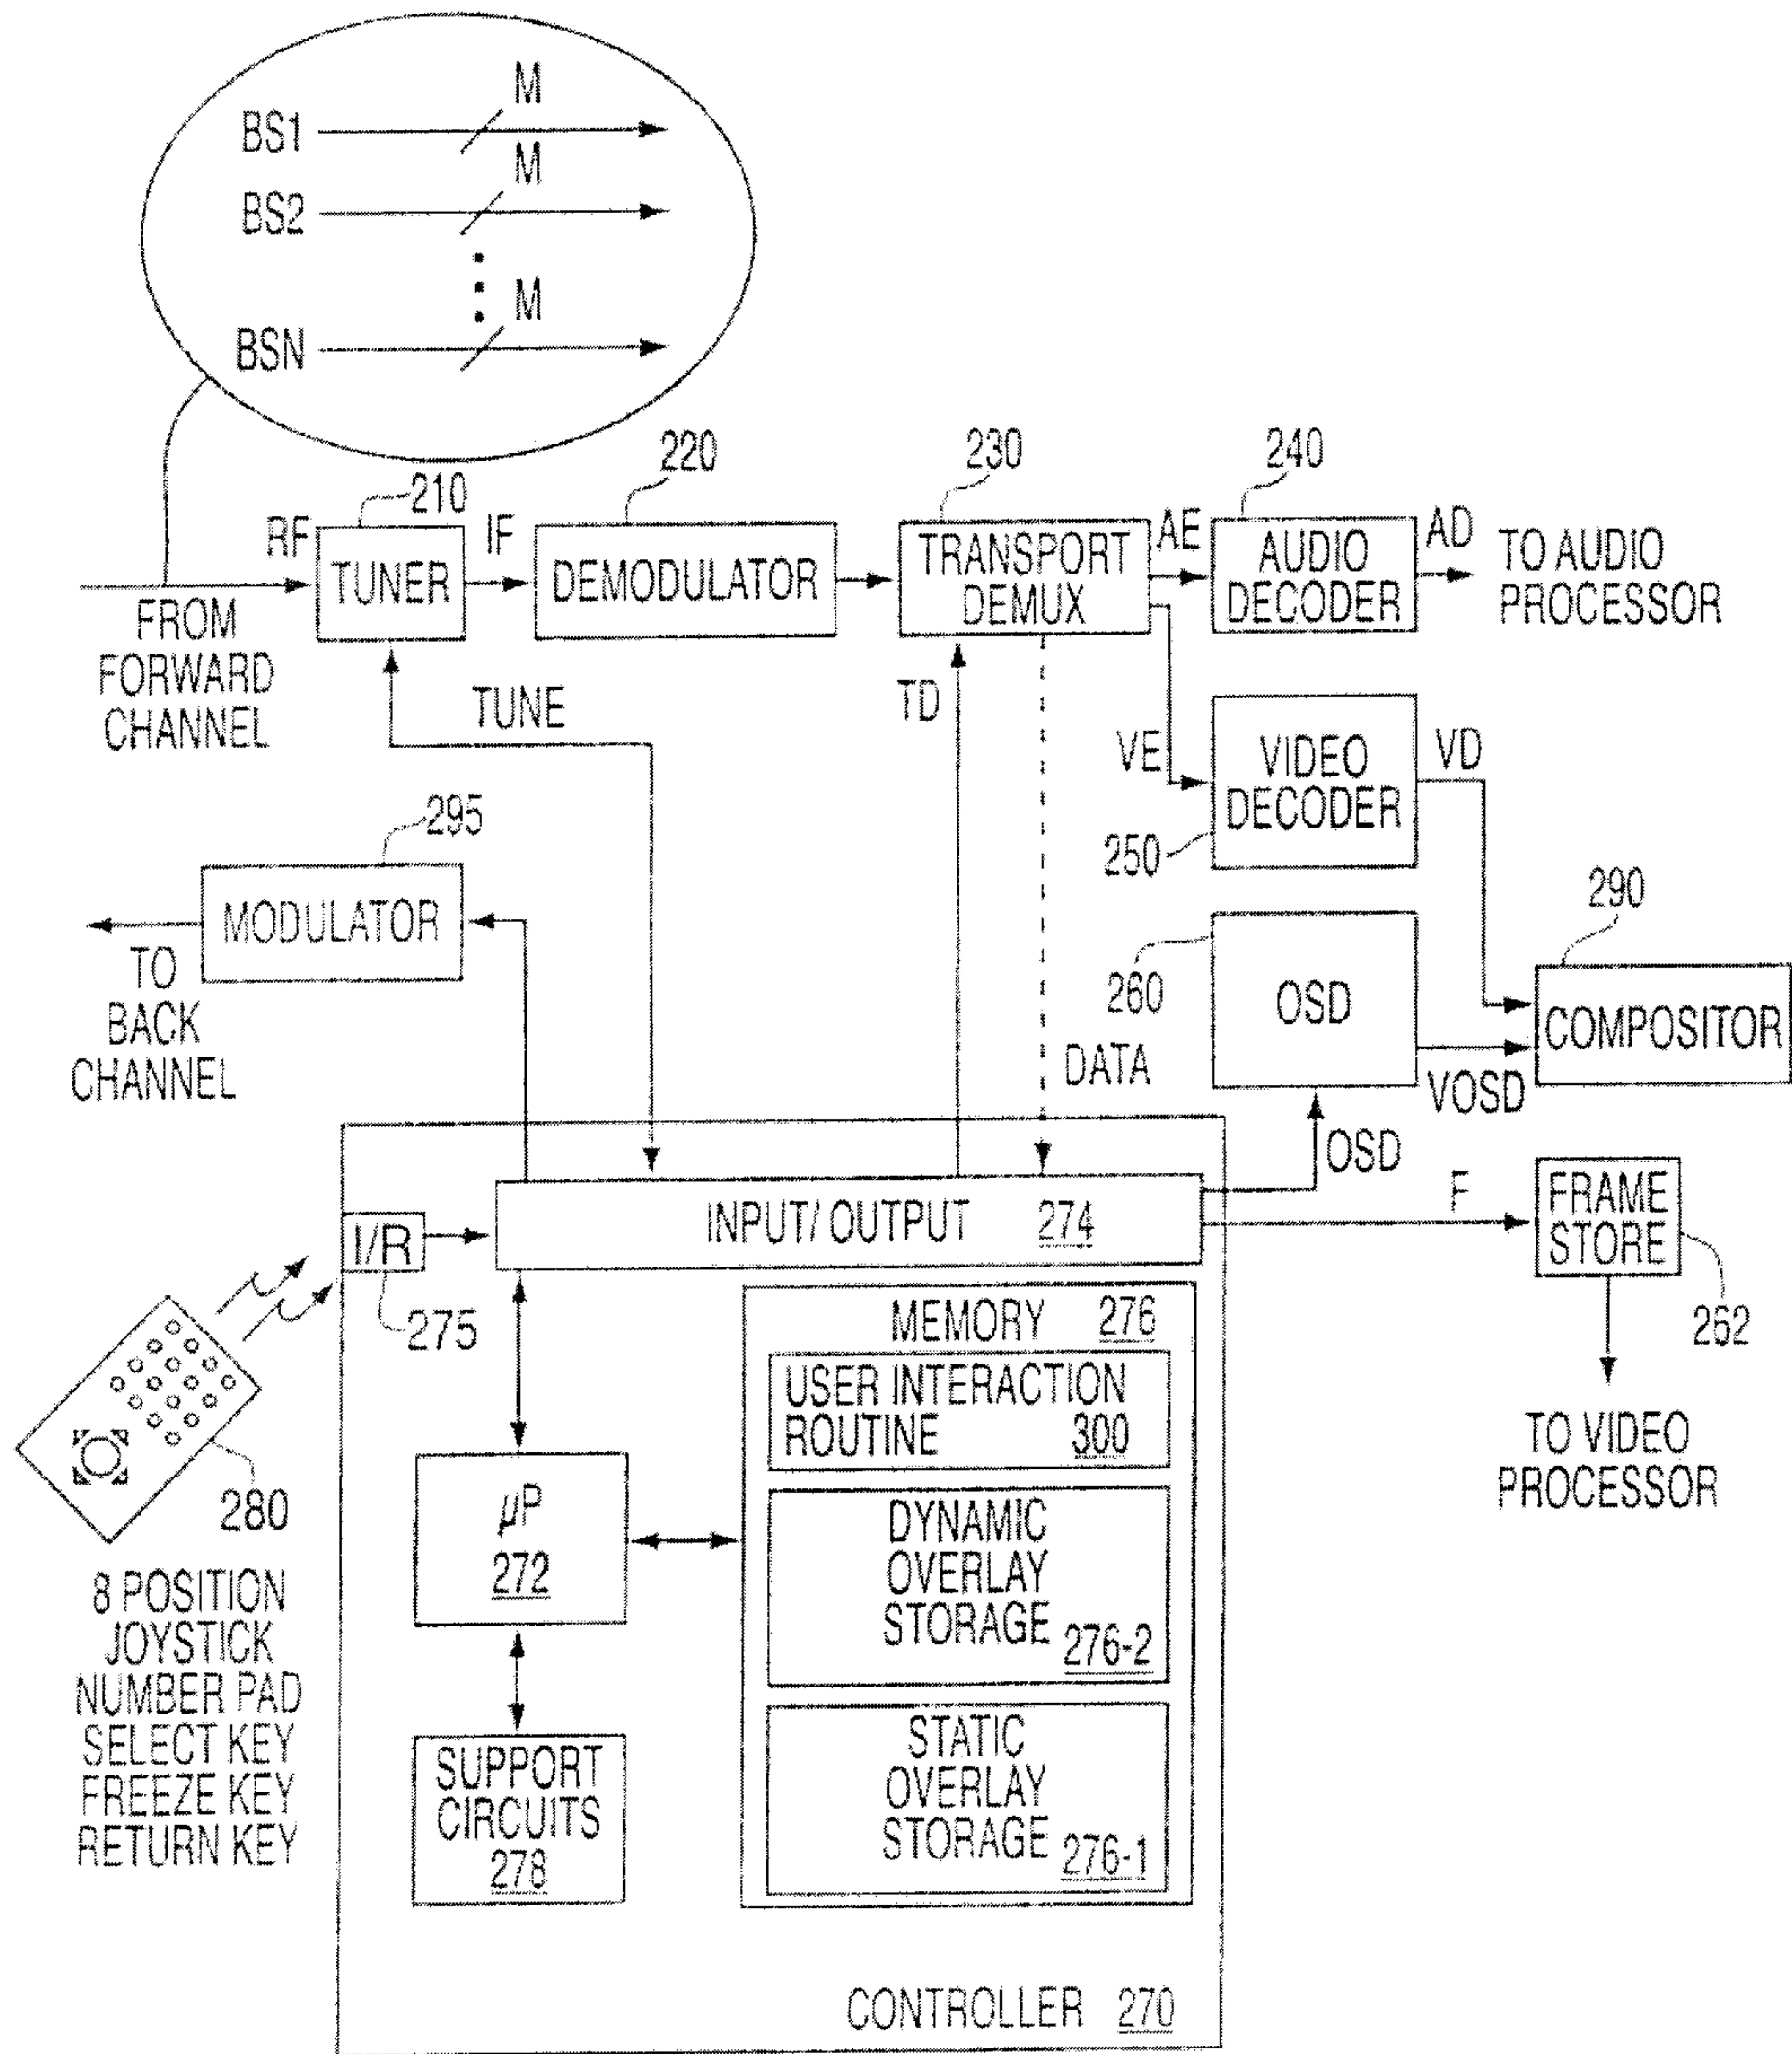 M
BS1
M
BS2
M
BSN
220
230
240
210
RF
IF
AE
AD
TUNER
DEMODULATOR
TRANSPORT
DEMUX
AUDIO
DECODER
TO AUDIO
PROCESSOR
FROM
FORWARD
CHANNEL
TUNE
TD
VE
VIDEO
DECODER
VD
250
295
MODULATOR
TO
BACK
CHANNEL
260
OSD
290
COMPOSITOR
DATA
VOSD
OSD
I/R
275
INPUT/ OUTPUT 274
F
FRAME
STORE
262
TO VIDEO
PROCESSOR
MEMORY 276
USER INTERACTION
ROUTINE 300
DYNAMIC
OVERLAY
STORAGE
276-2
STATIC
OVERLAY
STORAGE
276-1
µP
272
SUPPORT
CIRCUITS
278
280
8 POSITION
JOYSTICK
NUMBER PAD
SELECT KEY
FREEZE KEY
RETURN KEY
CONTROLLER 270